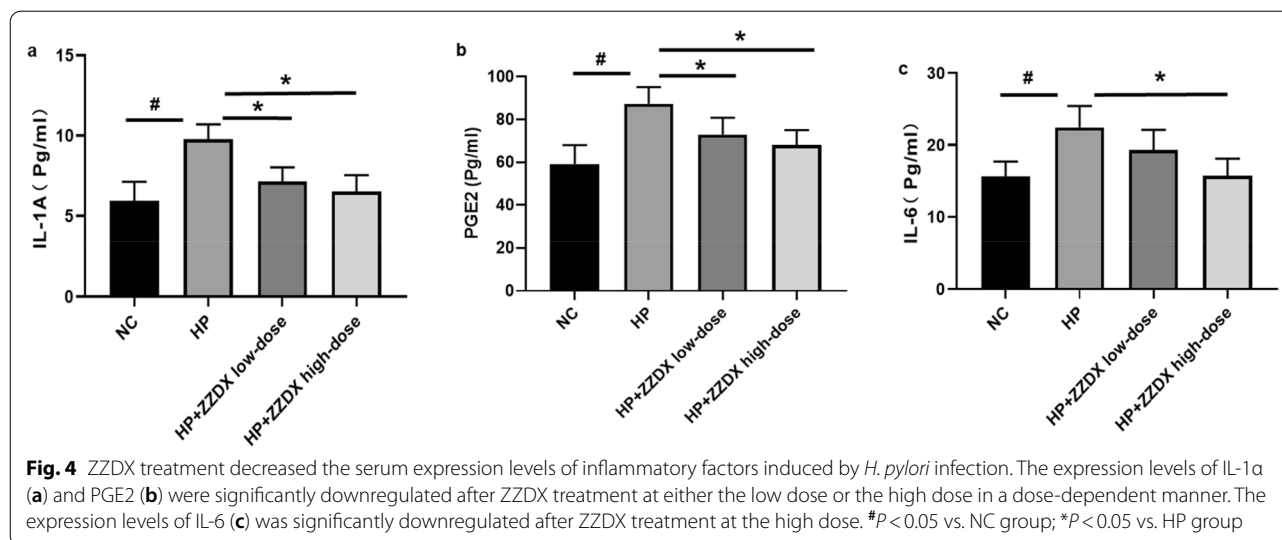 a
15
10
5
0
IL-1A ( Pg/ml)
#
*
*
NC
HP
HP+ZZDX low-dose
HP+ZZDX high-dose
b
100
80
60
40
20
0
PGE2 (Pg/ml)
#
*
*
NC
HP
HP+ZZDX low-dose
HP+ZZDX high-dose
c
30
20
10
0
IL-6 ( Pg/ml)
#
*
NC
HP
HP+ZZDX low-dose
HP+ZZDX high-dose
Fig. 4 ZZDX treatment decreased the serum expression levels of inflammatory factors induced by H. pylori infection. The expression levels of IL-1α
(a) and PGE2 (b) were significantly downregulated after ZZDX treatment at either the low dose or the high dose in a dose-dependent manner. The
expression levels of IL-6 (c) was significantly downregulated after ZZDX treatment at the high dose. #P < 0.05 vs. NC group; *P < 0.05 vs. HP group